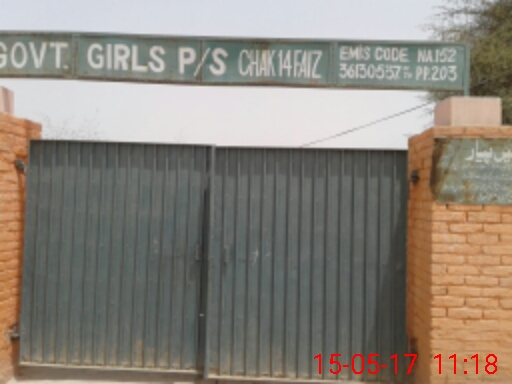 GOVT. GIRLS P/S CHAK 14 FAIZ
EMIS CODE. NA.152
36130557 PP.203
15-05-17 11:18